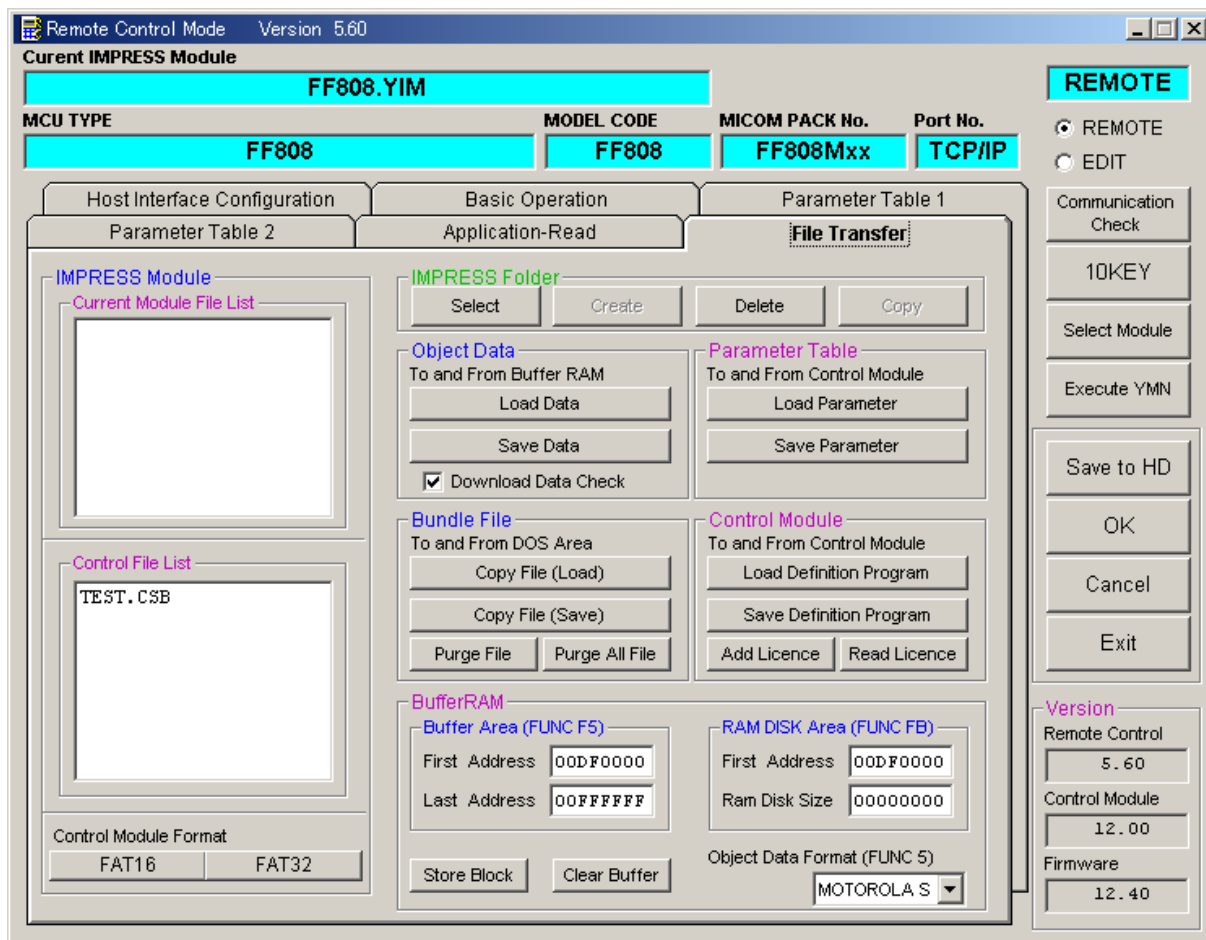 Remote Control Mode Version 5.60
Curent IMPRESS Module
FF808.YIM
REMOTE
MCU TYPE MODEL CODE MICOM PACK No. Port No.
FF808 FF808 FF808Mxx TCP/IP
REMOTE
EDIT
Host Interface Configuration Basic Operation Parameter Table 1
Parameter Table 2 Application-Read File Transfer
Communication Check
10KEY
Select Module
Execute YMN
IMPRESS Module
Current Module File List
Control File List
TEST.CSB
Control Module Format
FAT16 FAT32
IMPRESS Folder
Select Create Delete Copy
Object Data
To and From Buffer RAM
Load Data
Save Data
Download Data Check
Parameter Table
To and From Control Module
Load Parameter
Save Parameter
Bundle File
To and From DOS Area
Copy File (Load)
Copy File (Save)
Purge File Purge All File
Control Module
To and From Control Module
Load Definition Program
Save Definition Program
Add Licence Read Licence
BufferRAM
Buffer Area (FUNC F5)
First Address 00DF0000
Last Address 00FFFFFF
RAM DISK Area (FUNC FB)
First Address 00DF0000
Ram Disk Size 00000000
Store Block Clear Buffer
Object Data Format (FUNC 5)
MOTOROLA S
Save to HD
OK
Cancel
Exit
Version
Remote Control
5.60
Control Module
12.00
Firmware
12.40